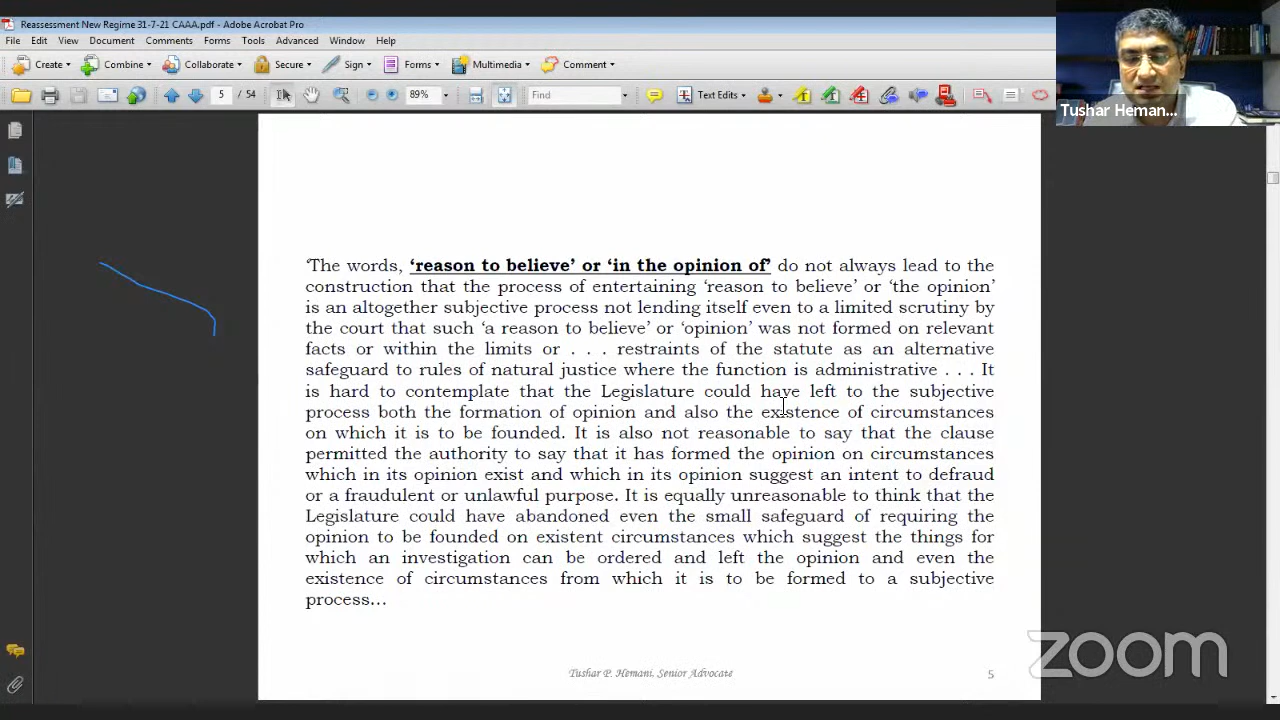 Reassessment New Regime 31-7-21 CAAA.pdf - Adobe Acrobat Pro
File Edit View Document Comments Forms Tools Advanced Window Help
Create Combine Collaborate Secure Sign Forms Multimedia Comment
5 / 54 89% Find Text Edits
Tushar Heman...
‘The words, ‘reason to believe’ or ‘in the opinion of’ do not always lead to the
construction that the process of entertaining ‘reason to believe’ or ‘the opinion’
is an altogether subjective process not lending itself even to a limited scrutiny by
the court that such ‘a reason to believe’ or ‘opinion’ was not formed on relevant
facts or within the limits or . . . restraints of the statute as an alternative
safeguard to rules of natural justice where the function is administrative . . . It
is hard to contemplate that the Legislature could have left to the subjective
process both the formation of opinion and also the existence of circumstances
on which it is to be founded. It is also not reasonable to say that the clause
permitted the authority to say that it has formed the opinion on circumstances
which in its opinion exist and which in its opinion suggest an intent to defraud
or a fraudulent or unlawful purpose. It is equally unreasonable to think that the
Legislature could have abandoned even the small safeguard of requiring the
opinion to be founded on existent circumstances which suggest the things for
which an investigation can be ordered and left the opinion and even the
existence of circumstances from which it is to be formed to a subjective
process…
Tushar P. Hemani, Senior Advocate
5
zoom